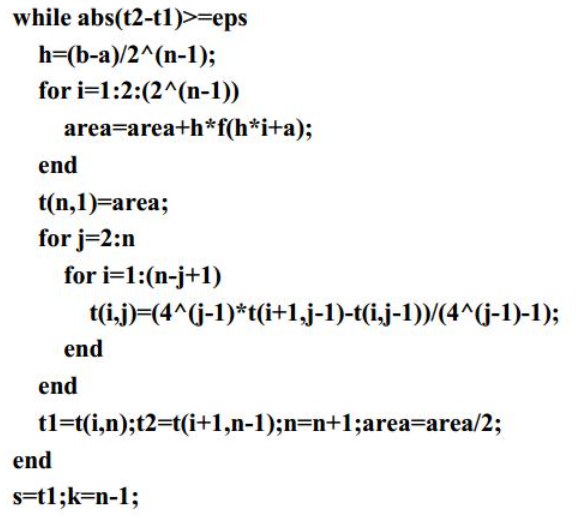 while abs(t2-t1)>=eps
h=(b-a)/2^(n-1);
for i=1:2:(2^(n-1))
area=area+h*f(h*i+a);
end
t(n,1)=area;
for j=2:n
for i=1:(n-j+1)
t(i,j)=(4^(j-1)*t(i+1,j-1)-t(i,j-1))/(4^(j-1)-1);
end
end
t1=t(i,n);t2=t(i+1,n-1);n=n+1;area=area/2;
end
s=t1;k=n-1;